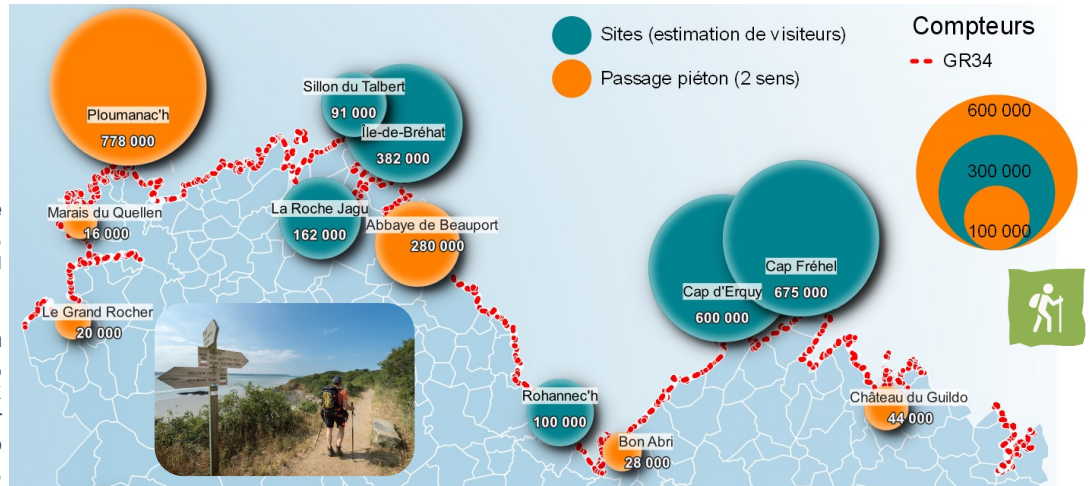 Sites (estimation de visiteurs)
Passage piéton (2 sens)
Compteurs
GR34
600 000
300 000
100 000
Ploumanac'h
778 000
Sillon du Talbert
91 000
Île-de-Bréhat
382 000
Marais du Quellen
16 000
La Roche Jagu
162 000
Abbaye de Beauport
280 000
Cap Fréhel
675 000
Cap d'Erquy
600 000
Le Grand Rocher
20 000
Rohannec'h
100 000
Château du Guildo
44 000
Bon Abri
28 000